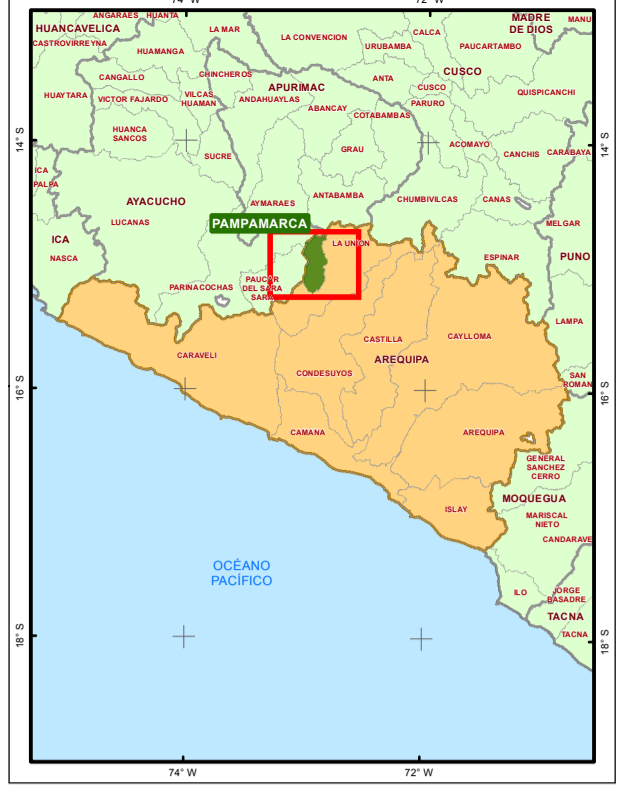 74° W
72° W
ANGARAES
HUANTA
MADRE
DE DIOS
MANU
HUANCAVELICA
LA MAR
CASTROVIRREYNA
LA CONVENCION
CALCA
URUBAMBA
PAUCARTAMBO
HUAMANGA
CANGALLO
CHINCHEROS
ANTA
CUSCO
APURIMAC
CUSCO
HUAYTARA
VICTOR FAJARDO
VILCAS
HUAMAN
ANDAHUAYLAS
ABANCAY
PARURO
QUISPICANCHI
COTABAMBAS
HUANCA
SANCOS
14° S
14° S
GRAU
ACOMAYO
CANCHIS
CARABAYA
SUCRE
ICA
PALPA
ANTABAMBA
AYMARAES
CHUMBIVILCAS
CANAS
AYACUCHO
LUCANAS
PAMPAMARCA
MELGAR
ICA
NASCA
LA UNION
ESPINAR
PUNO
PARINACOCHAS
PAUCAR
DEL SARA
SARA
LAMPA
CASTILLA
CAYLLOMA
CARAVELI
AREQUIPA
CONDESUYOS
SAN
ROMAN
16° S
16° S
CAMANA
AREQUIPA
GENERAL
SANCHEZ
CERRO
MOQUEGUA
ISLAY
MARISCAL
NIETO
CANDARAVE
OCÉANO
PACÍFICO
ILO
JORGE
BASADRE
TACNA
TACNA
18° S
18° S
74° W
72° W